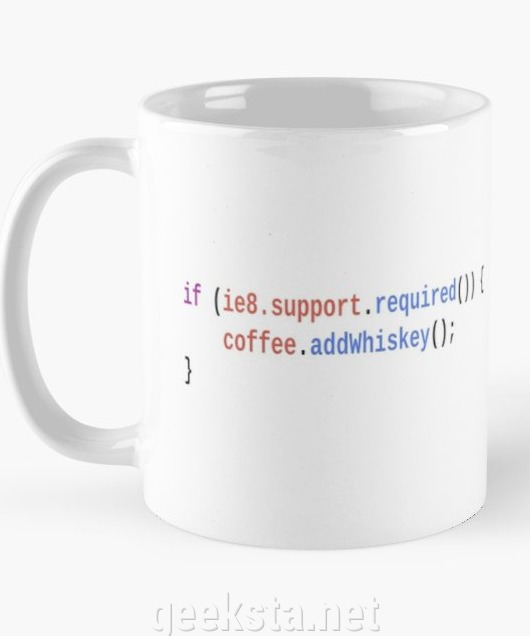 if (ie8.support.required()) {
    coffee.addWhiskey();
}
geeksta.net